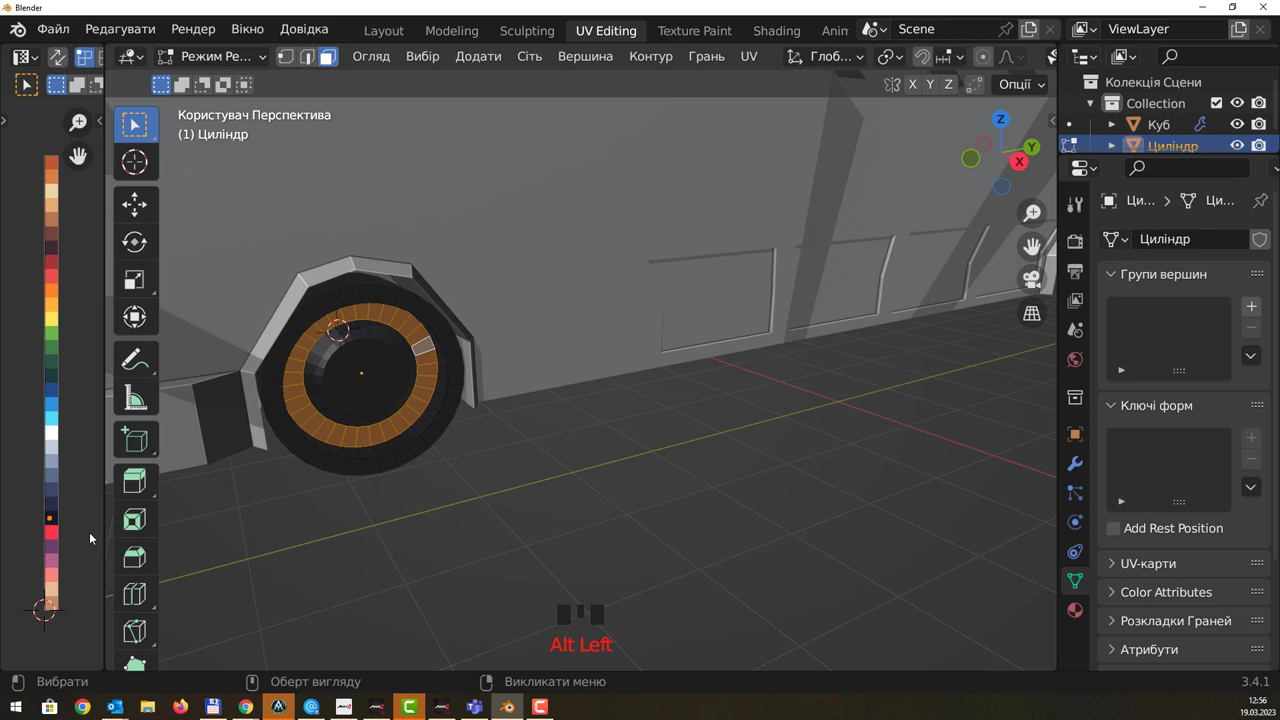 Blender
Файл Редагувати Рендер Вікно Довідка Layout Modeling Sculpting UV Editing Texture Paint Shading Anim Scene ViewLayer
Режим Ре... Огляд Вибір Додати Сіть Вершина Контур Грань UV Глоб...
X Y Z Опції
Користувач Перспектива
(1) Циліндр
Z
Y
X
Колекція Сцени
Collection
Куб
Циліндр
Ци... Ци...
Циліндр
Групи вершин
Ключі форм
Add Rest Position
UV-карти
Color Attributes
Розкладки Граней
Атрибути
Alt Left
Вибрати Оберт вигляду Викликати меню 3.4.1
12:56
19.03.2023